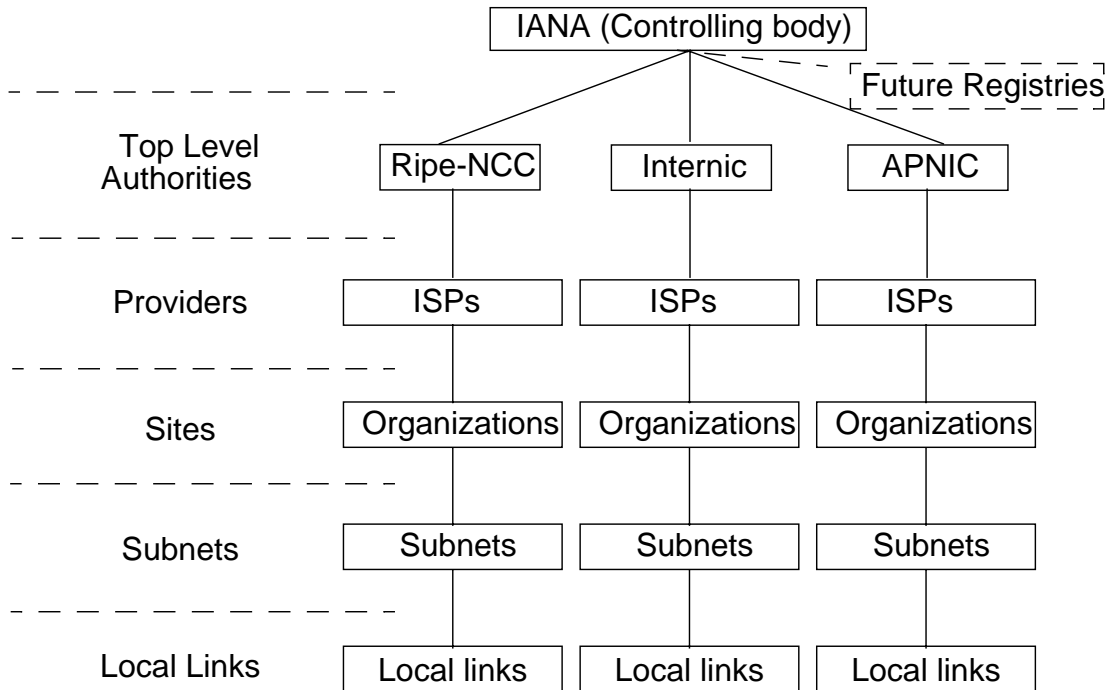 IANA (Controlling body)
Future Registries
Top Level
Authorities
Ripe-NCC
Internic
APNIC
Providers
ISPs
ISPs
ISPs
Sites
Organizations
Organizations
Organizations
Subnets
Subnets
Subnets
Subnets
Local Links
Local links
Local links
Local links